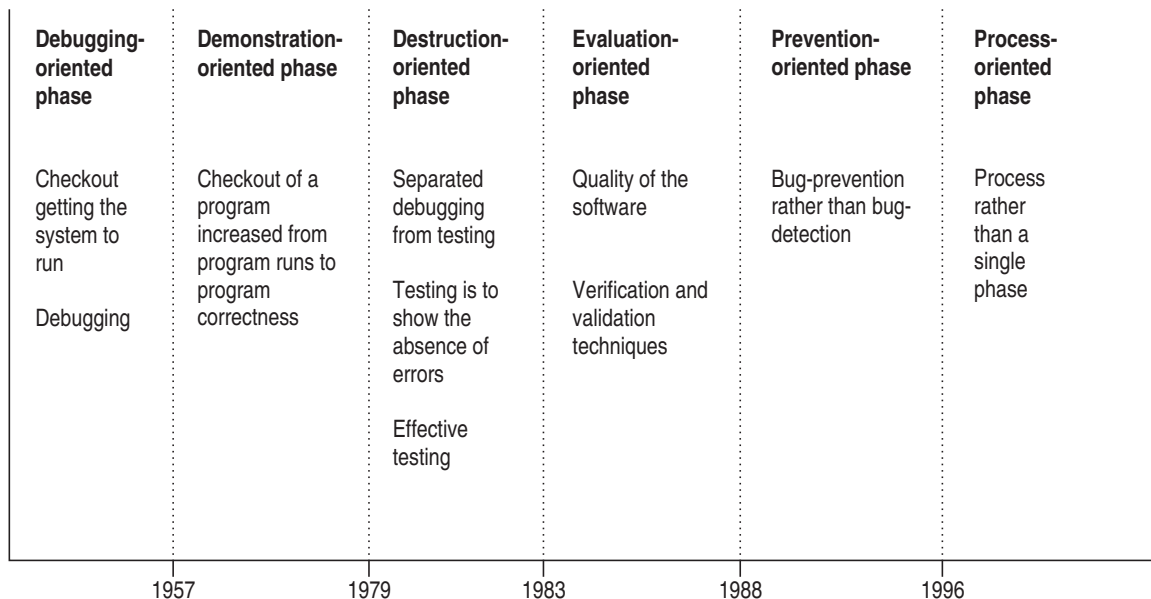 Debugging-
oriented
phase
Checkout
getting the
system to
run
Debugging
Demonstration-
oriented phase
Checkout of a
program
increased from
program runs to
program
correctness
Destruction-
oriented
phase
Separated
debugging
from testing
Testing is to
show the
absence of
errors
Effective
testing
Evaluation-
oriented
phase
Quality of the
software
Verification and
validation
techniques
Prevention-
oriented phase
Bug-prevention
rather than bug-
detection
Process-
oriented
phase
Process
rather
than a
single
phase
1957
1979
1983
1988
1996